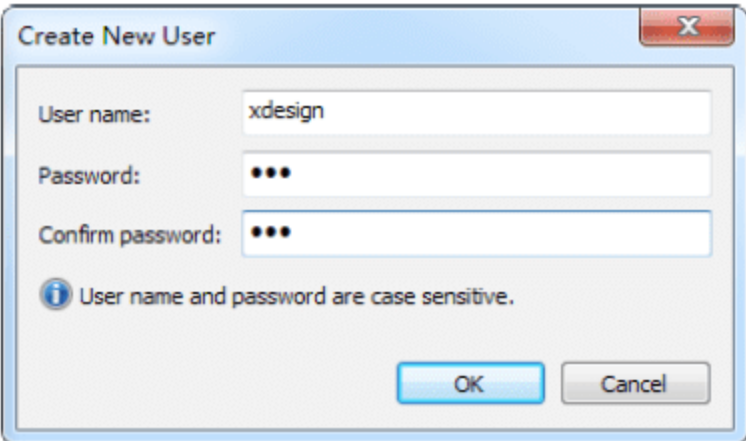 Create New User
User name: xdesign
Password: •••
Confirm password: •••
User name and password are case sensitive.
OK Cancel